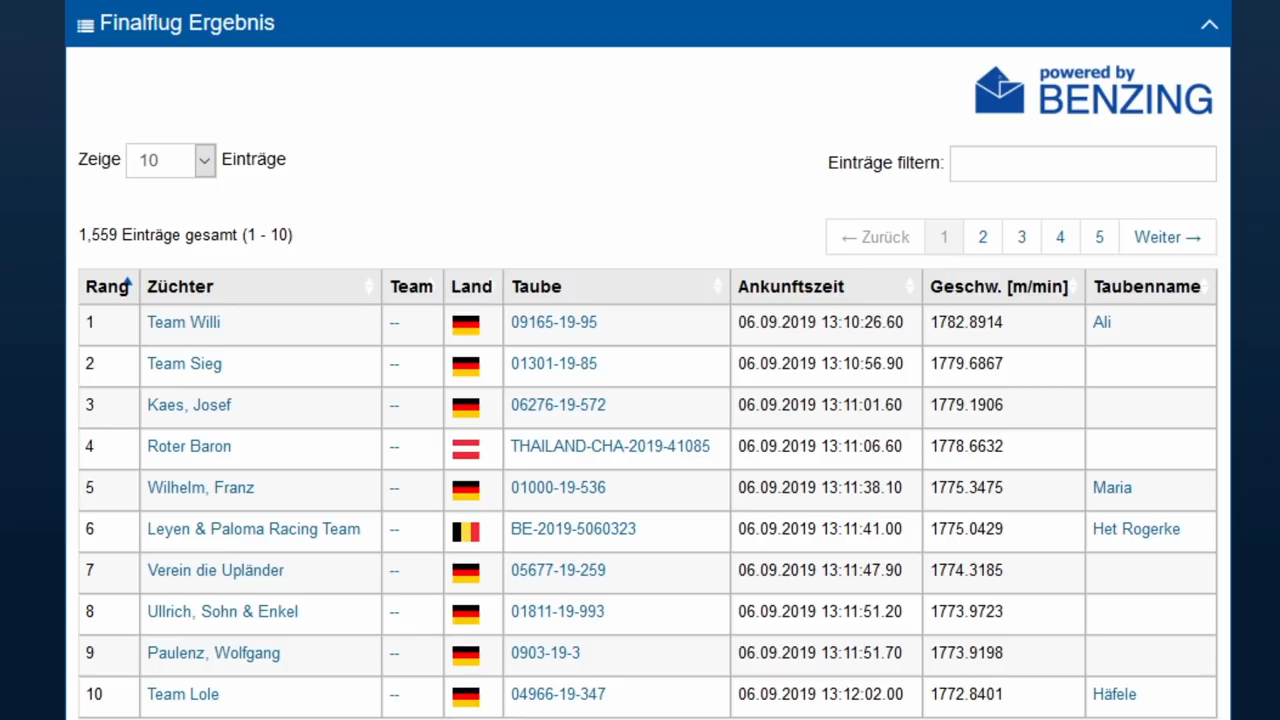 Finalflug Ergebnis
powered by
BENZING
Zeige 10 Einträge
Einträge filtern:
1,559 Einträge gesamt (1 - 10)
← Zurück 1 2 3 4 5 Weiter →
Rang Züchter Team Land Taube Ankunftszeit Geschw. [m/min] Taubenname
1 Team Willi -- 09165-19-95 06.09.2019 13:10:26.60 1782.8914 Ali
2 Team Sieg -- 01301-19-85 06.09.2019 13:10:56.90 1779.6867
3 Kaes, Josef -- 06276-19-572 06.09.2019 13:11:01.60 1779.1906
4 Roter Baron -- THAILAND-CHA-2019-41085 06.09.2019 13:11:06.60 1778.6632
5 Wilhelm, Franz -- 01000-19-536 06.09.2019 13:11:38.10 1775.3475 Maria
6 Leyen & Paloma Racing Team -- BE-2019-5060323 06.09.2019 13:11:41.00 1775.0429 Het Rogerke
7 Verein die Upländer -- 05677-19-259 06.09.2019 13:11:47.90 1774.3185
8 Ullrich, Sohn & Enkel -- 01811-19-993 06.09.2019 13:11:51.20 1773.9723
9 Paulenz, Wolfgang -- 0903-19-3 06.09.2019 13:11:51.70 1773.9198
10 Team Lole -- 04966-19-347 06.09.2019 13:12:02.00 1772.8401 Häfele